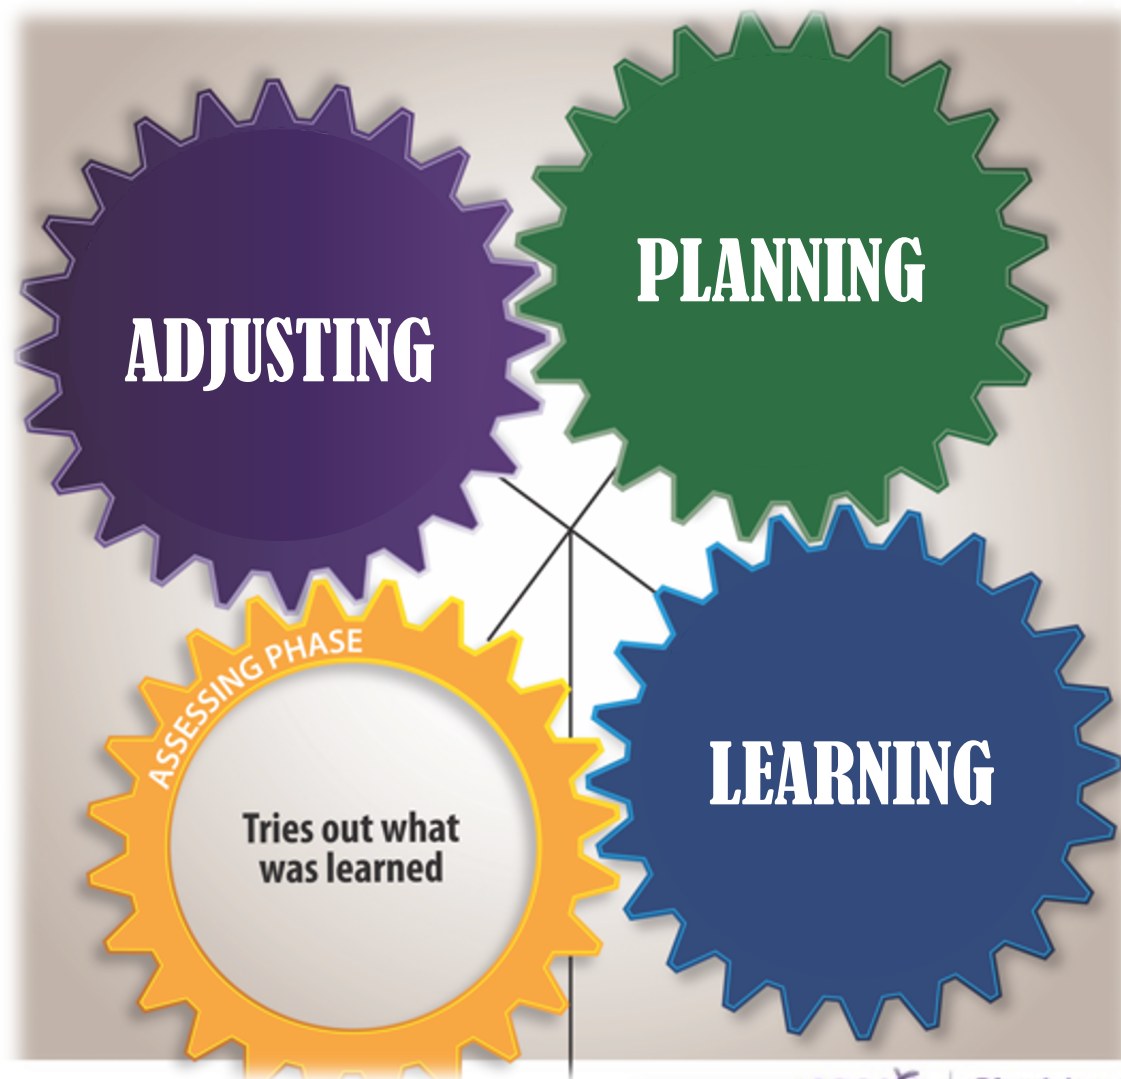 PLANNING
ADJUSTING
ASSESSING PHASE
Tries out what
was learned
LEARNING